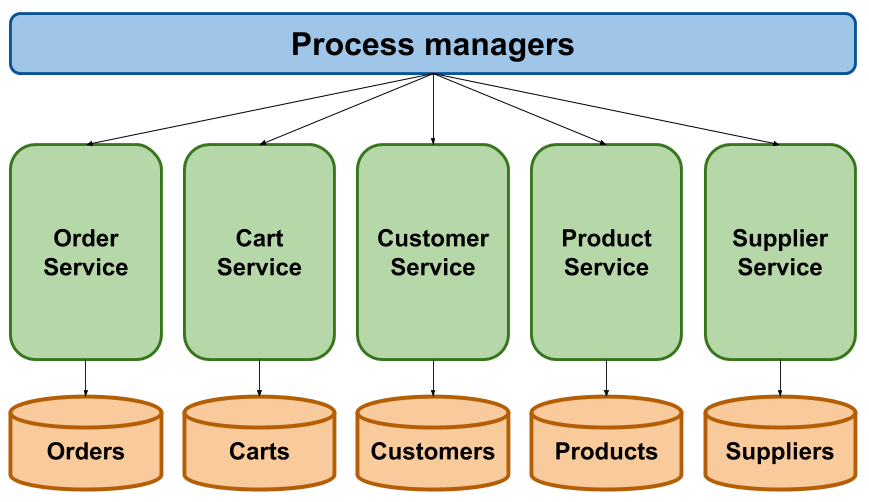 Process managers
Order
Service
Cart
Service
Customer
Service
Product
Service
Supplier
Service
Orders
Carts
Customers
Products
Suppliers